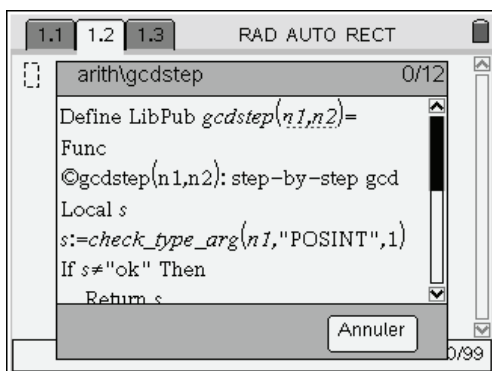 1.1 1.2 1.3 RAD AUTO RECT
arith\gcdstep 0/12
Define LibPub gcdstep(n1,n2)=
Func
©gcdstep(n1,n2): step-by-step gcd
Local s
s:=check_type_arg(n1,"POSINT",1)
If s≠"ok" Then
Return s
Annuler
0/99